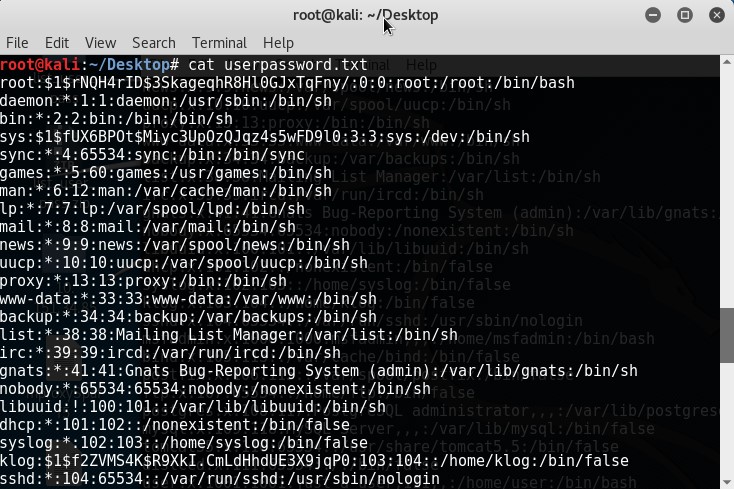 root@kali: ~/Desktop
File Edit View Search Terminal Help
root@kali:~/Desktop# cat userpassword.txt
root:$1$rNQH4rID$3SkageqhR8Hl0GJxTqFny/:0:0:root:/root:/bin/bash
daemon:*:1:1:daemon:/usr/sbin:/bin/sh
bin:*:2:2:bin:/bin:/bin/sh
sys:$1$fUX6BPOt$Miyc3UpOzQJqz4s5wFD9l0:3:3:sys:/dev:/bin/sh
sync:*:4:65534:sync:/bin:/bin/sync
games:*:5:60:games:/usr/games:/bin/sh
man:*:6:12:man:/var/cache/man:/bin/sh
lp:*:7:7:lp:/var/spool/lpd:/bin/sh
mail:*:8:8:mail:/var/mail:/bin/sh
news:*:9:9:news:/var/spool/news:/bin/sh
uucp:*:10:10:uucp:/var/spool/uucp:/bin/sh
proxy:*:13:13:proxy:/bin:/bin/sh
www-data:*:33:33:www-data:/var/www:/bin/sh
backup:*:34:34:backup:/var/backups:/bin/sh
list:*:38:38:Mailing List Manager:/var/list:/bin/sh
irc:*:39:39:ircd:/var/run/ircd:/bin/sh
gnats:*:41:41:Gnats Bug-Reporting System (admin):/var/lib/gnats:/bin/sh
nobody:*:65534:65534:nobody:/nonexistent:/bin/sh
libuuid:!:100:101::/var/lib/libuuid:/bin/sh
dhcp:*:101:102::/nonexistent:/bin/false
syslog:*:102:103::/home/syslog:/bin/false
klog:$1$f2ZVMS4K$R9XkI.CmLdHhdUE3X9jqP0:103:104::/home/klog:/bin/false
sshd:*:104:65534::/var/run/sshd:/usr/sbin/nologin